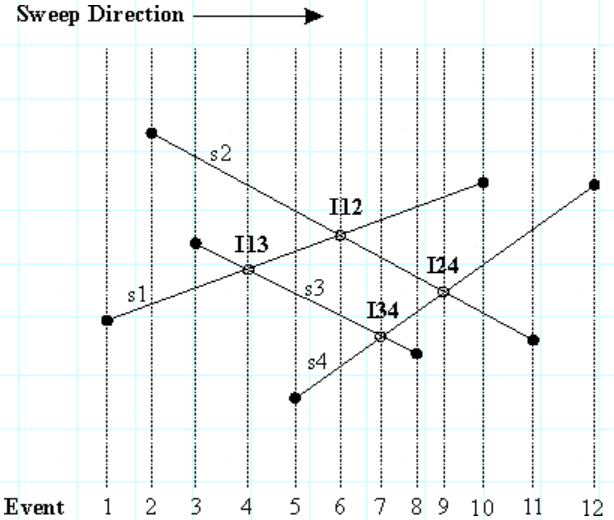 Sweep Direction
s2
I12
I13
I24
s1
s3
I34
s4
Event 1 2 3 4 5 6 7 8 9 10 11 12